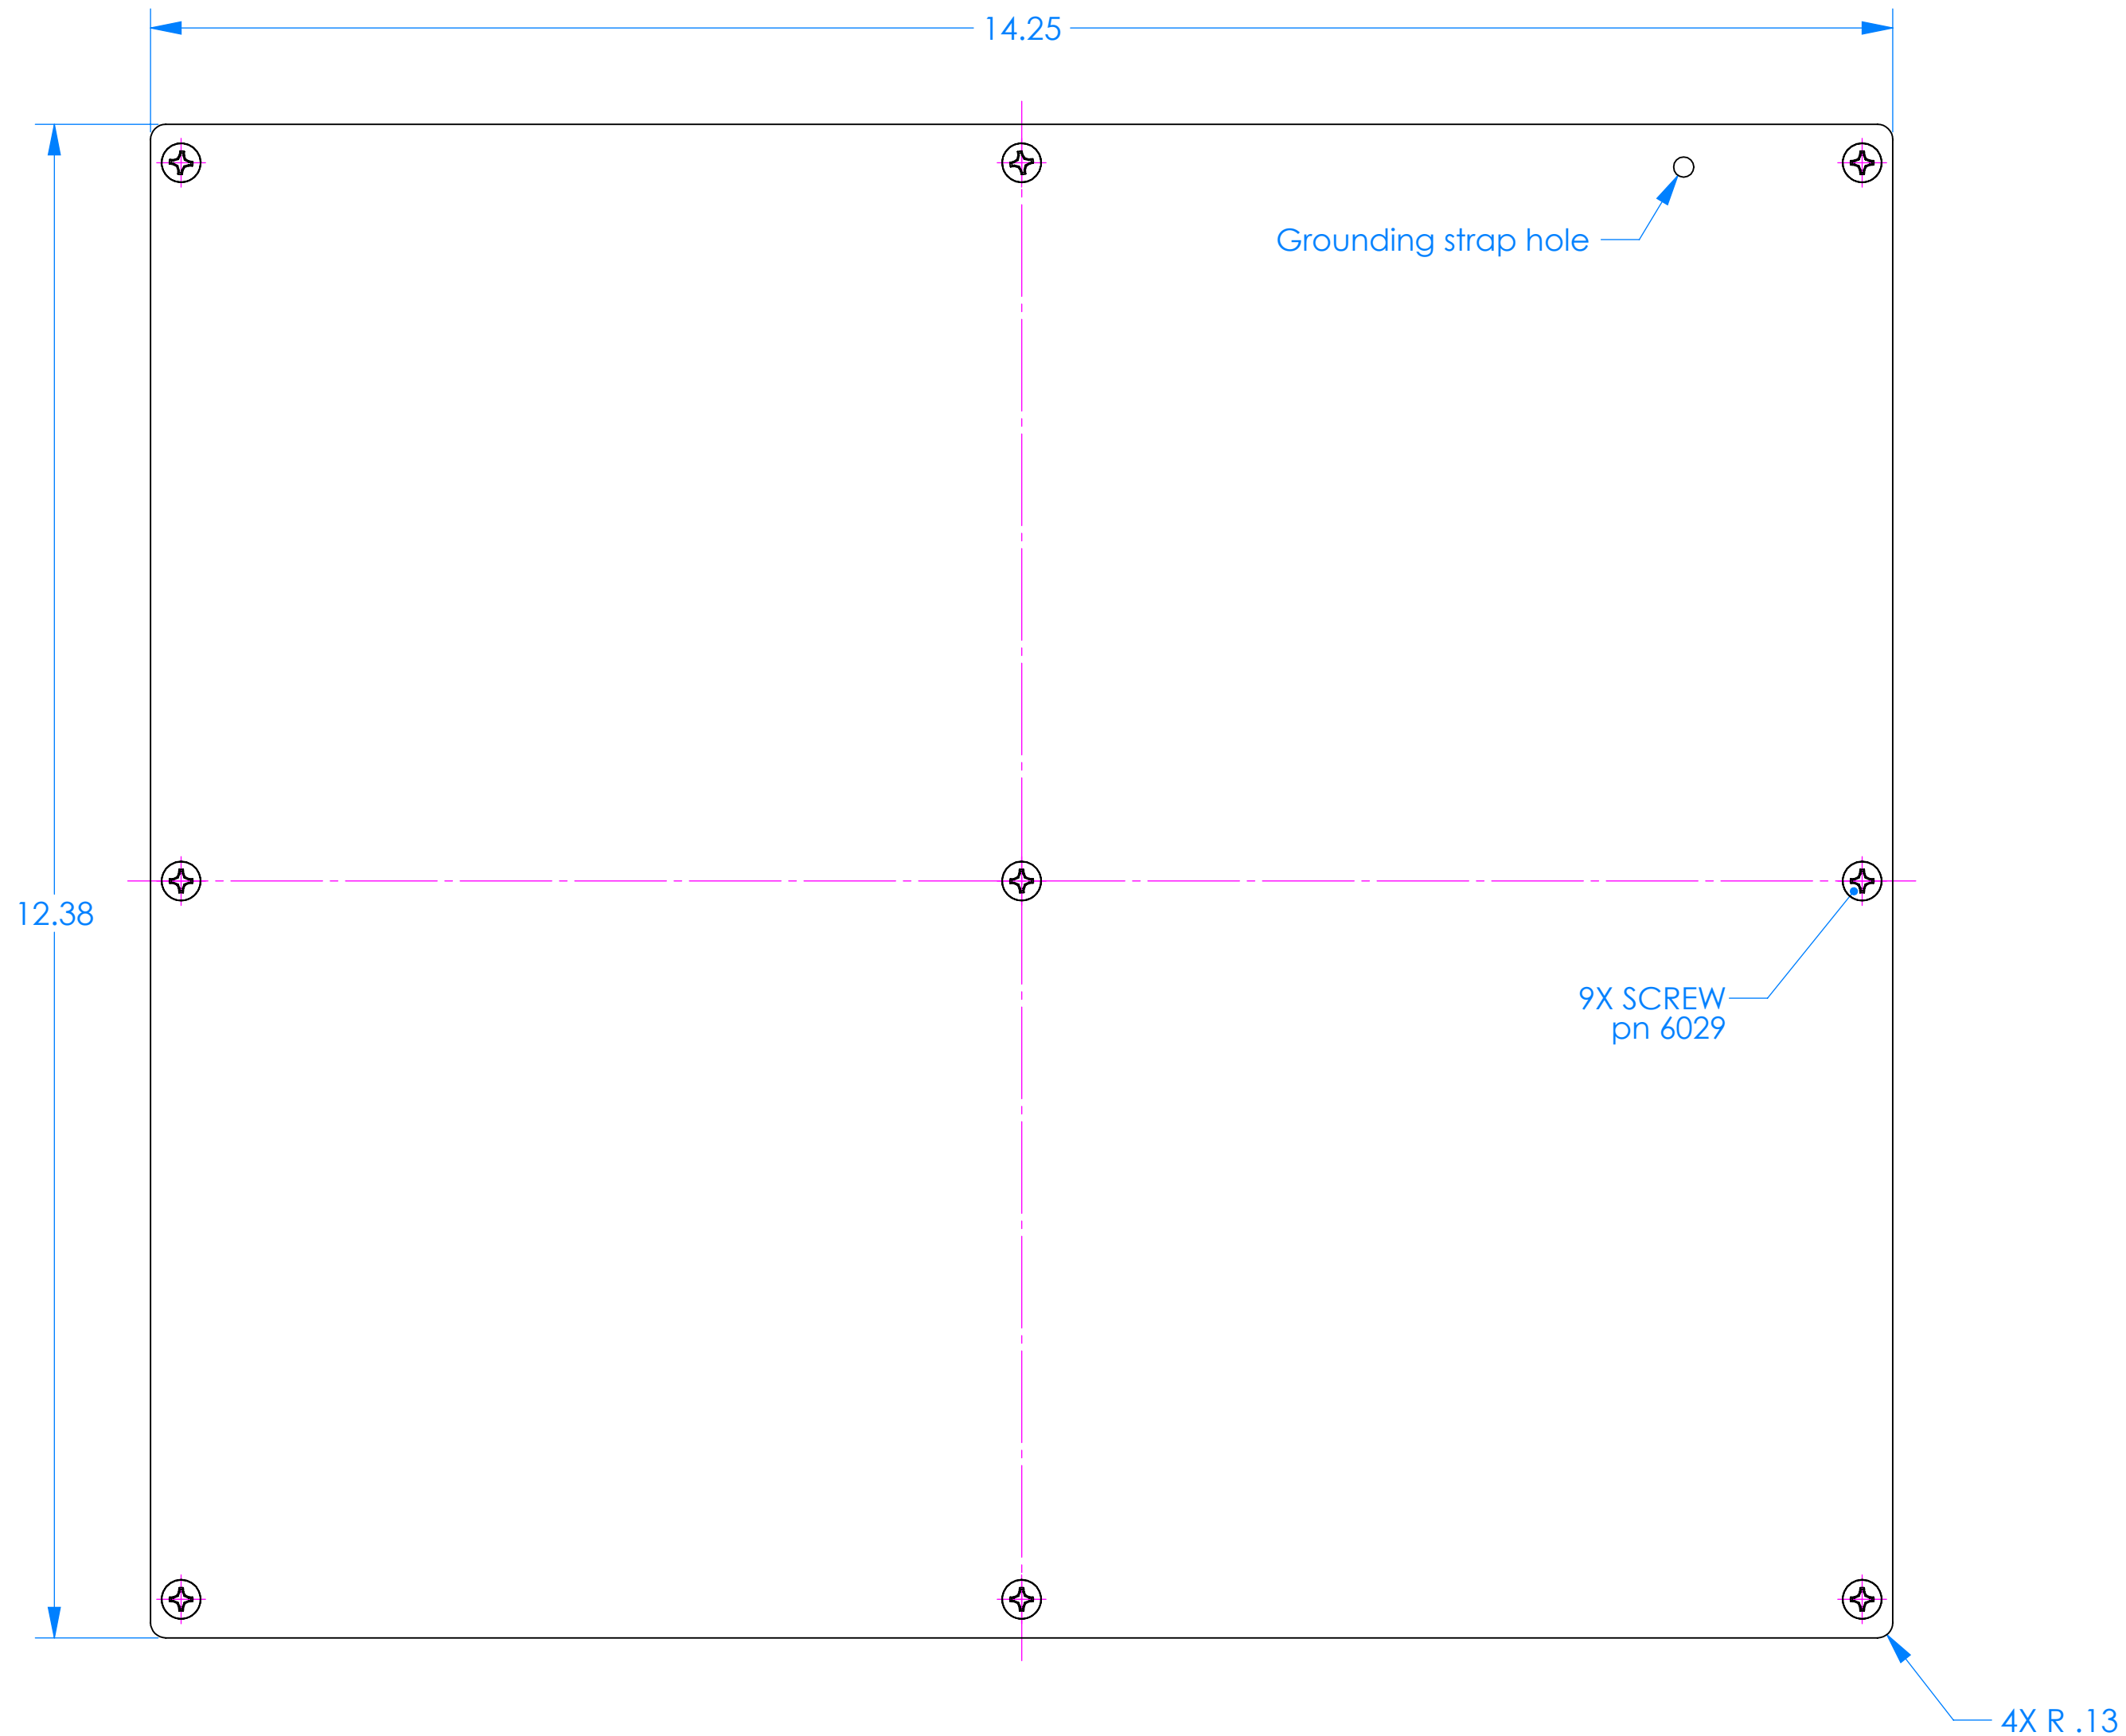 14.25
Grounding strap hole
12.38
9X SCREW
pn 6029
4X R .13